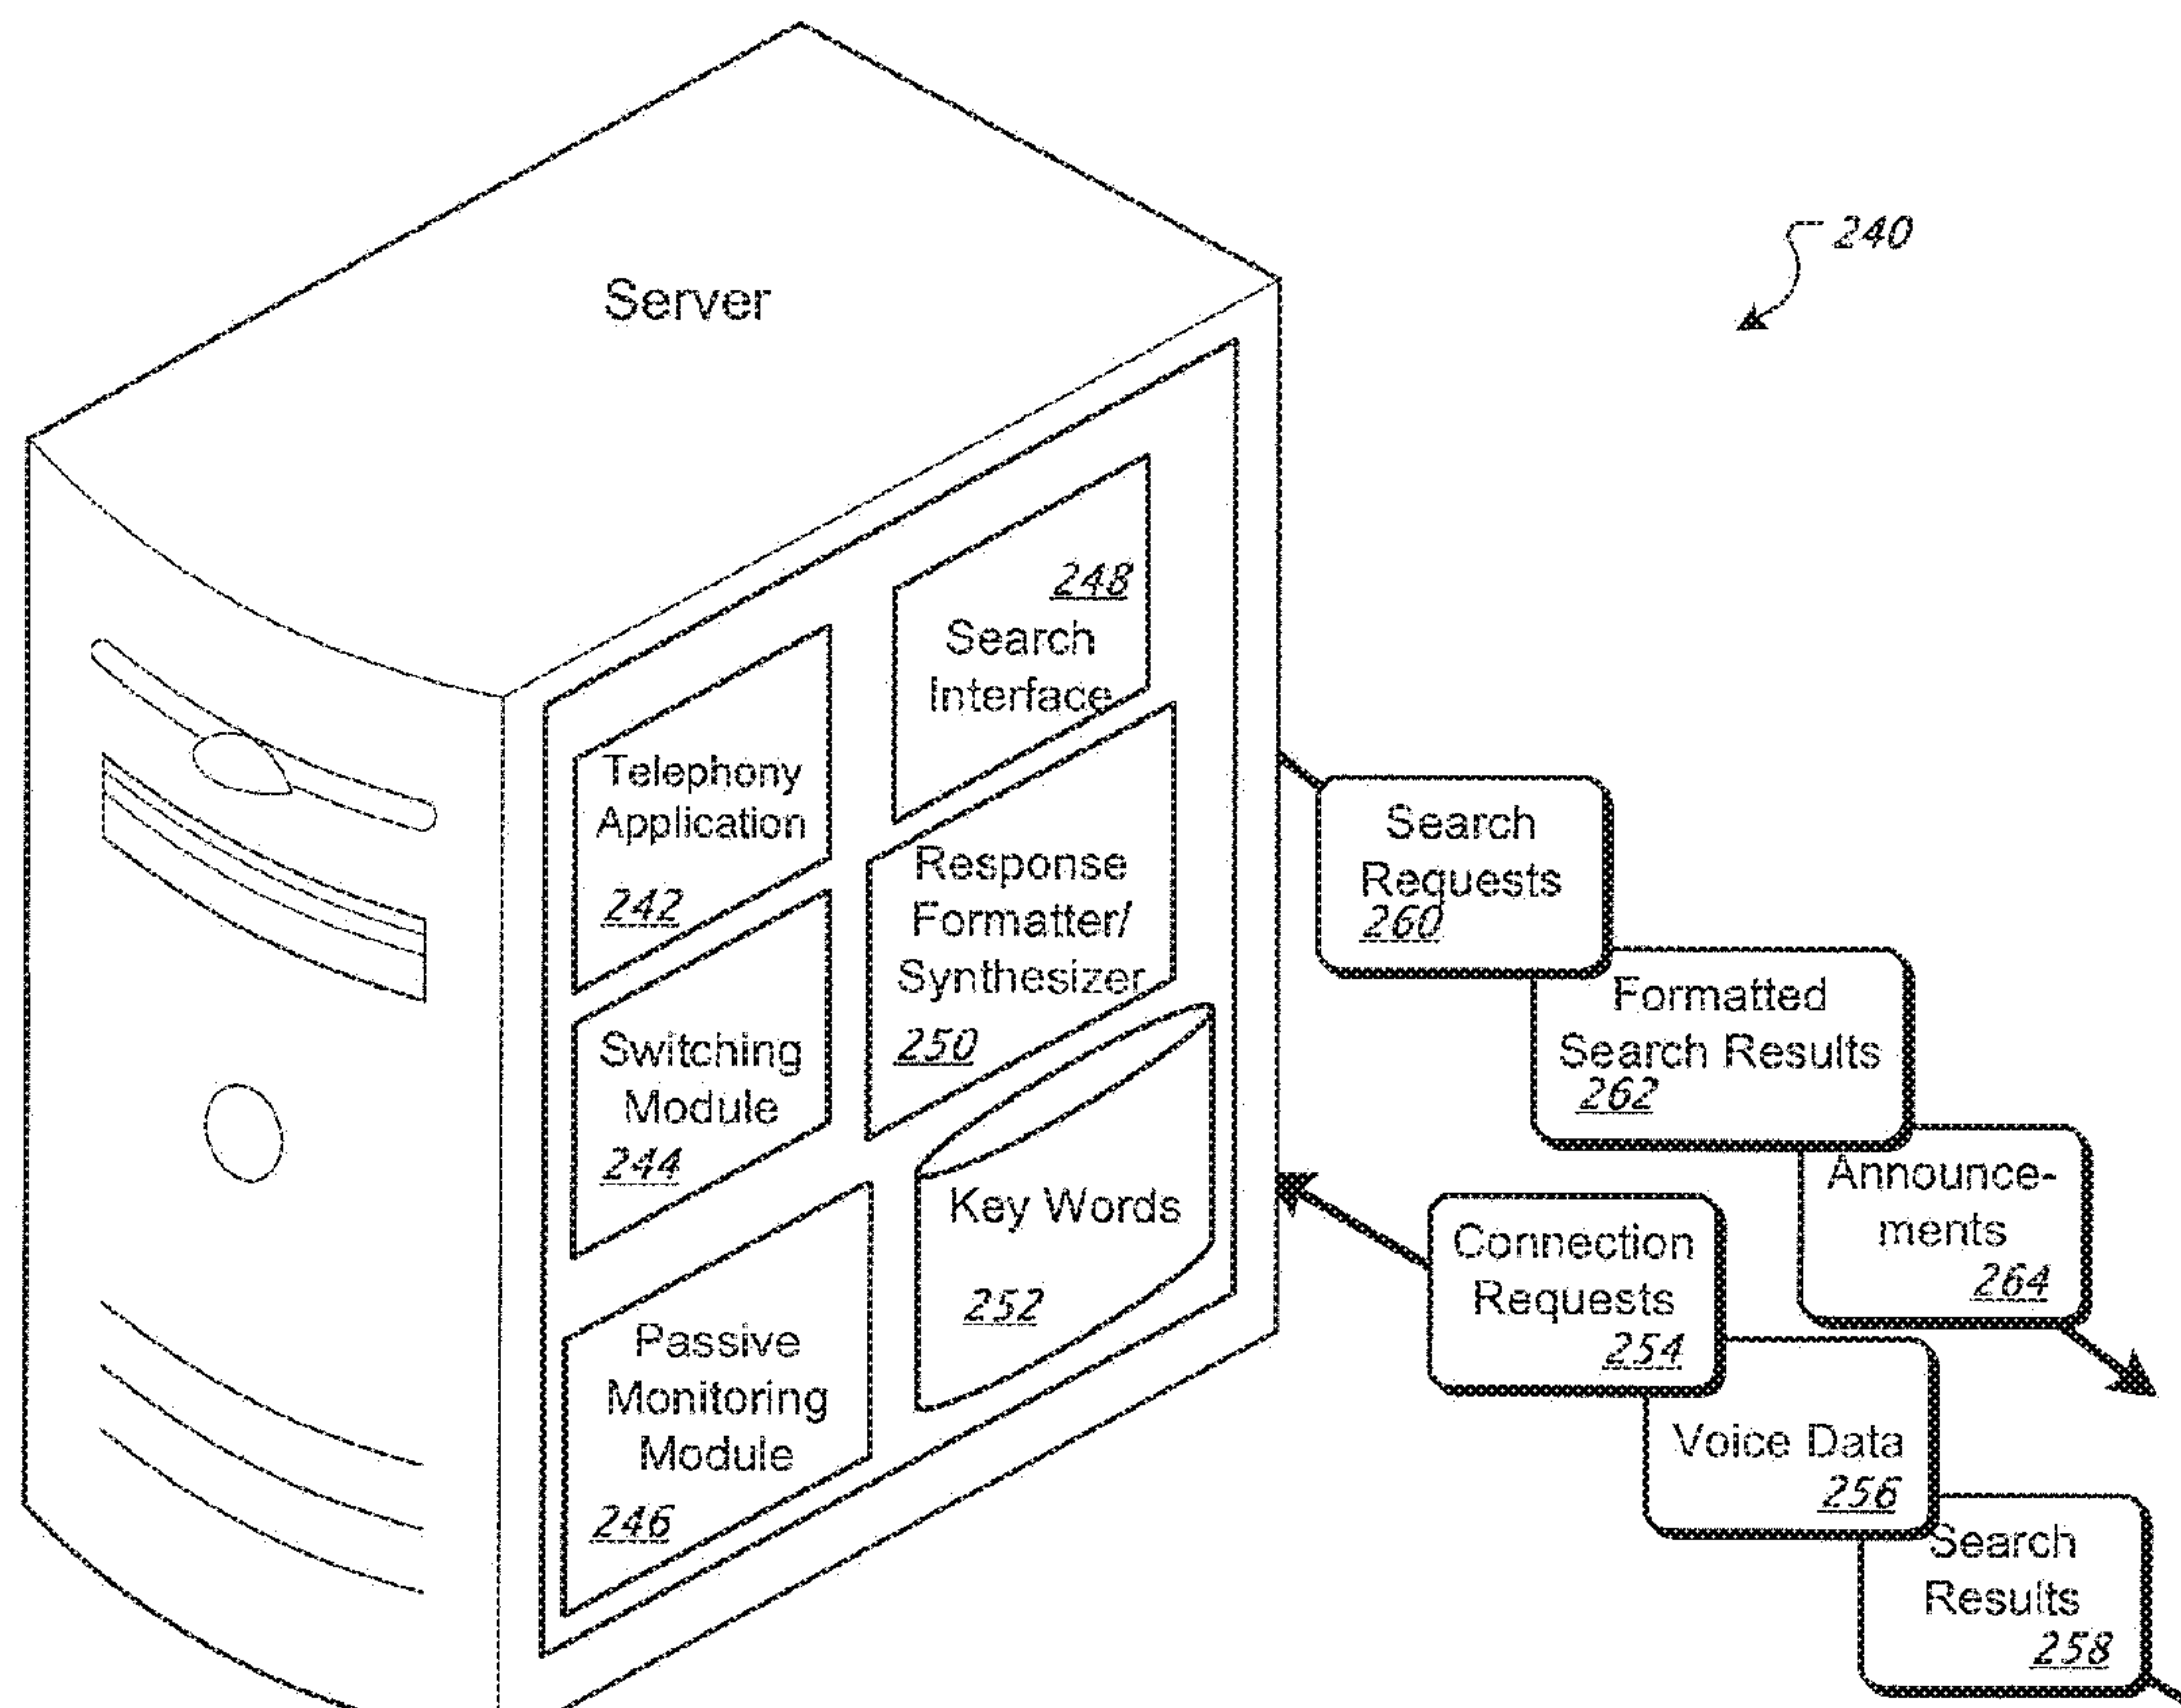 Server
240
248
Search
Interface
Telephony
Application
242
Response
Formatter/
Synthesizer
250
Switching
Module
244
Key Words
252
Passive
Monitoring
Module
246
Search
Requests
260
Formatted
Search Results
262
Announce-
ments
264
Connection
Requests
254
Voice Data
256
Search
Results
258